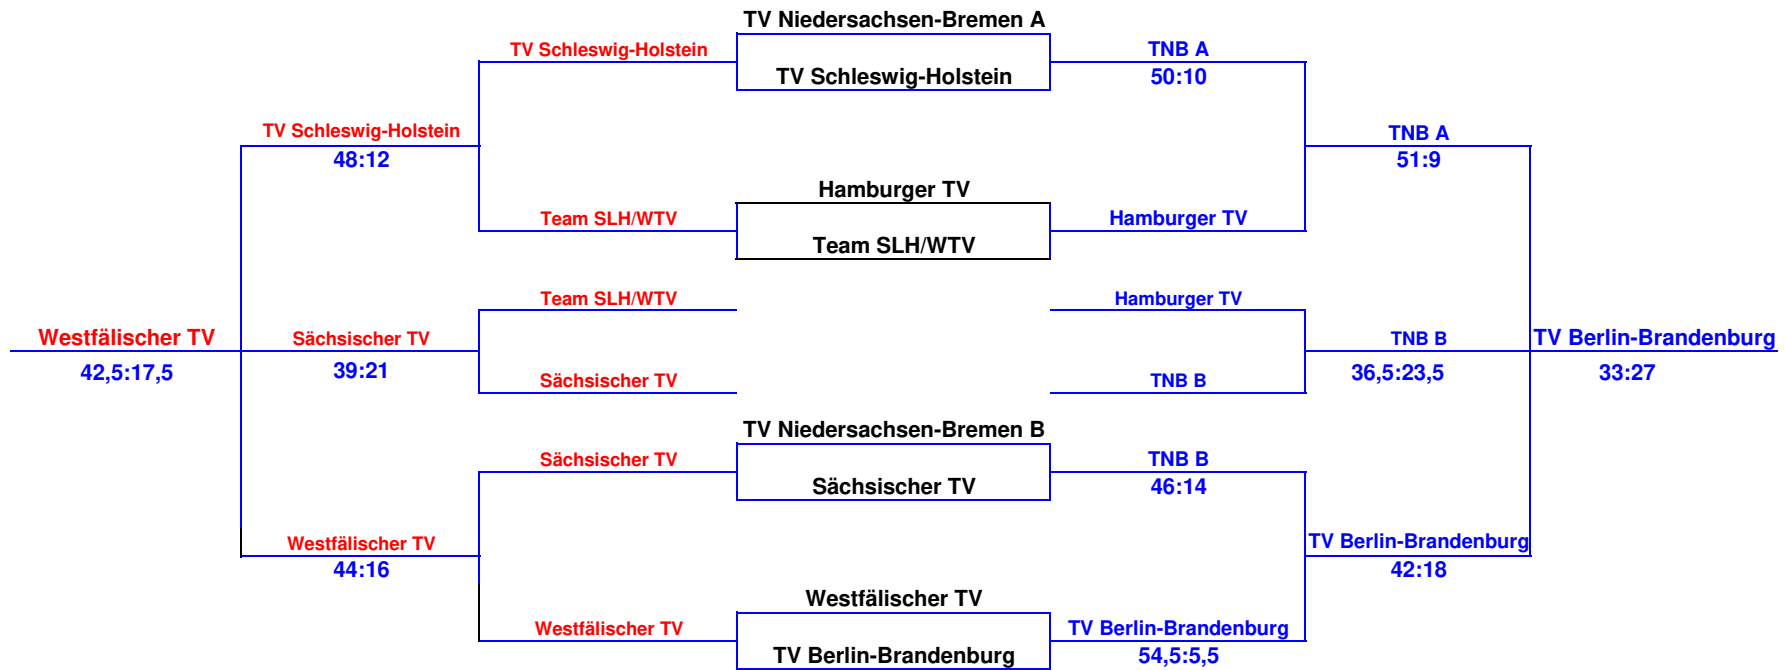 TV Niedersachsen-Bremen A
TV Schleswig-Holstein
TNB A
TV Schleswig-Holstein
50:10
TV Schleswig-Holstein
TNB A
48:12
51:9
Hamburger TV
Team SLH/WTV
Hamburger TV
Team SLH/WTV
Team SLH/WTV
Hamburger TV
Westfälischer TV
Sächsischer TV
TNB B
TV Berlin-Brandenburg
42,5:17,5
39:21
36,5:23,5
33:27
Sächsischer TV
TNB B
TV Niedersachsen-Bremen B
Sächsischer TV
TNB B
Sächsischer TV
46:14
Westfälischer TV
TV Berlin-Brandenburg
44:16
42:18
Westfälischer TV
Westfälischer TV
TV Berlin-Brandenburg
TV Berlin-Brandenburg
54,5:5,5